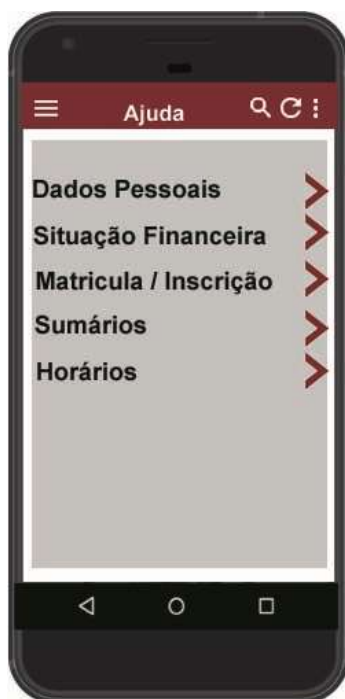 Ajuda
Dados Pessoais
Situação Financeira
Matricula / Inscrição
Sumários
Horários